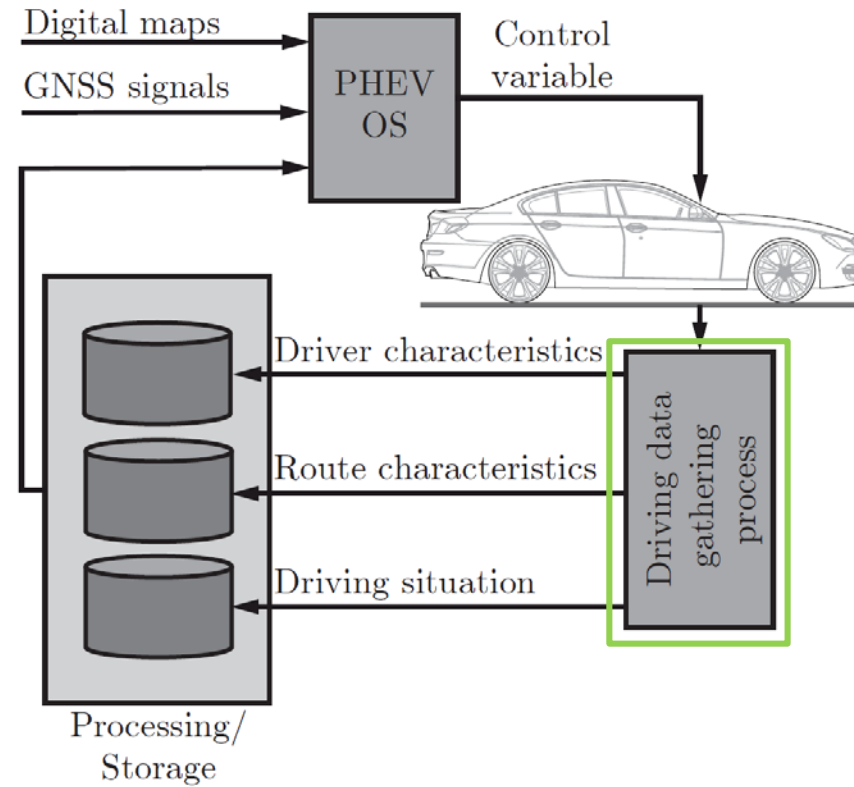 Digital maps
GNSS signals
PHEV
OS
Control
variable
Driver characteristics
Route characteristics
Driving situation
Driving data
gathering
process
Processing/
Storage